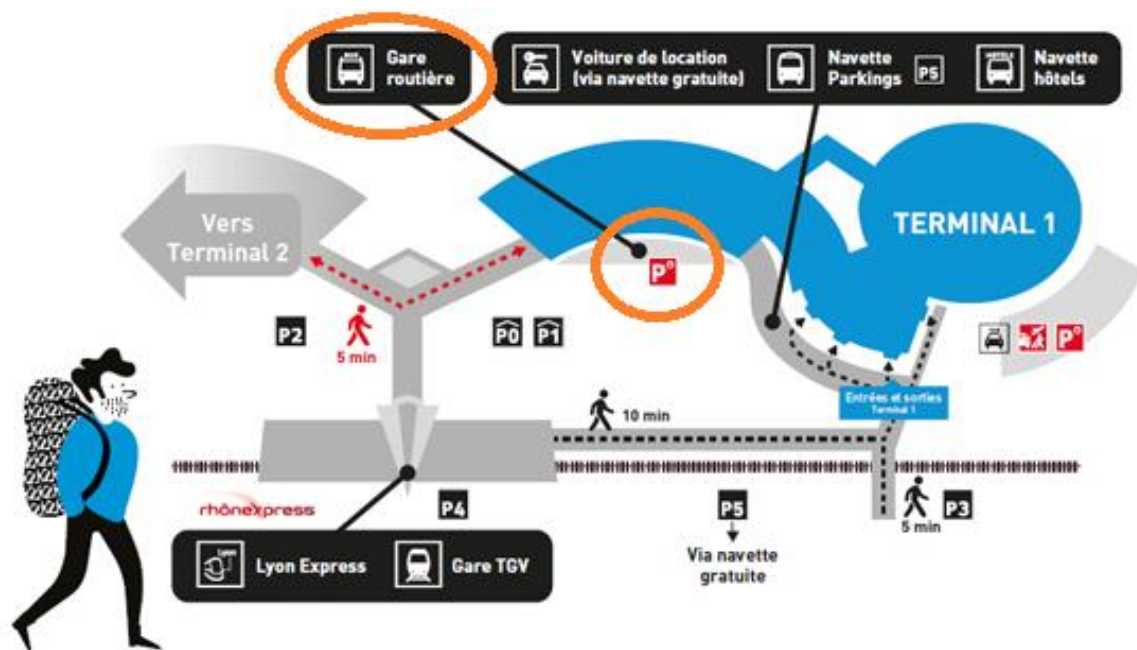 Gare
routière
Voiture de location
(via navette gratuite)
Navette
Parkings P5
HOTELS
Navette
hôtels
Vers
Terminal 2
TERMINAL 1
P
P2
5 min
P0 P1
P
Entrées et sorties
Terminal 1
10 min
rhônexpress
P4
P5
Via navette
gratuite
5 min
P3
Lyon
Lyon Express
Gare TGV